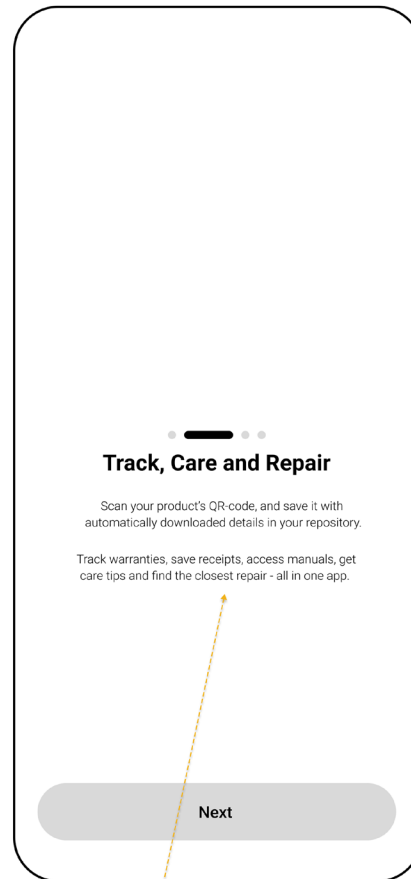 Track, Care and Repair
Scan your product's QR-code, and save it with
automatically downloaded details in your repository.
Track warranties, save receipts, access manuals, get
care tips and find the closest repair - all in one app.
Next